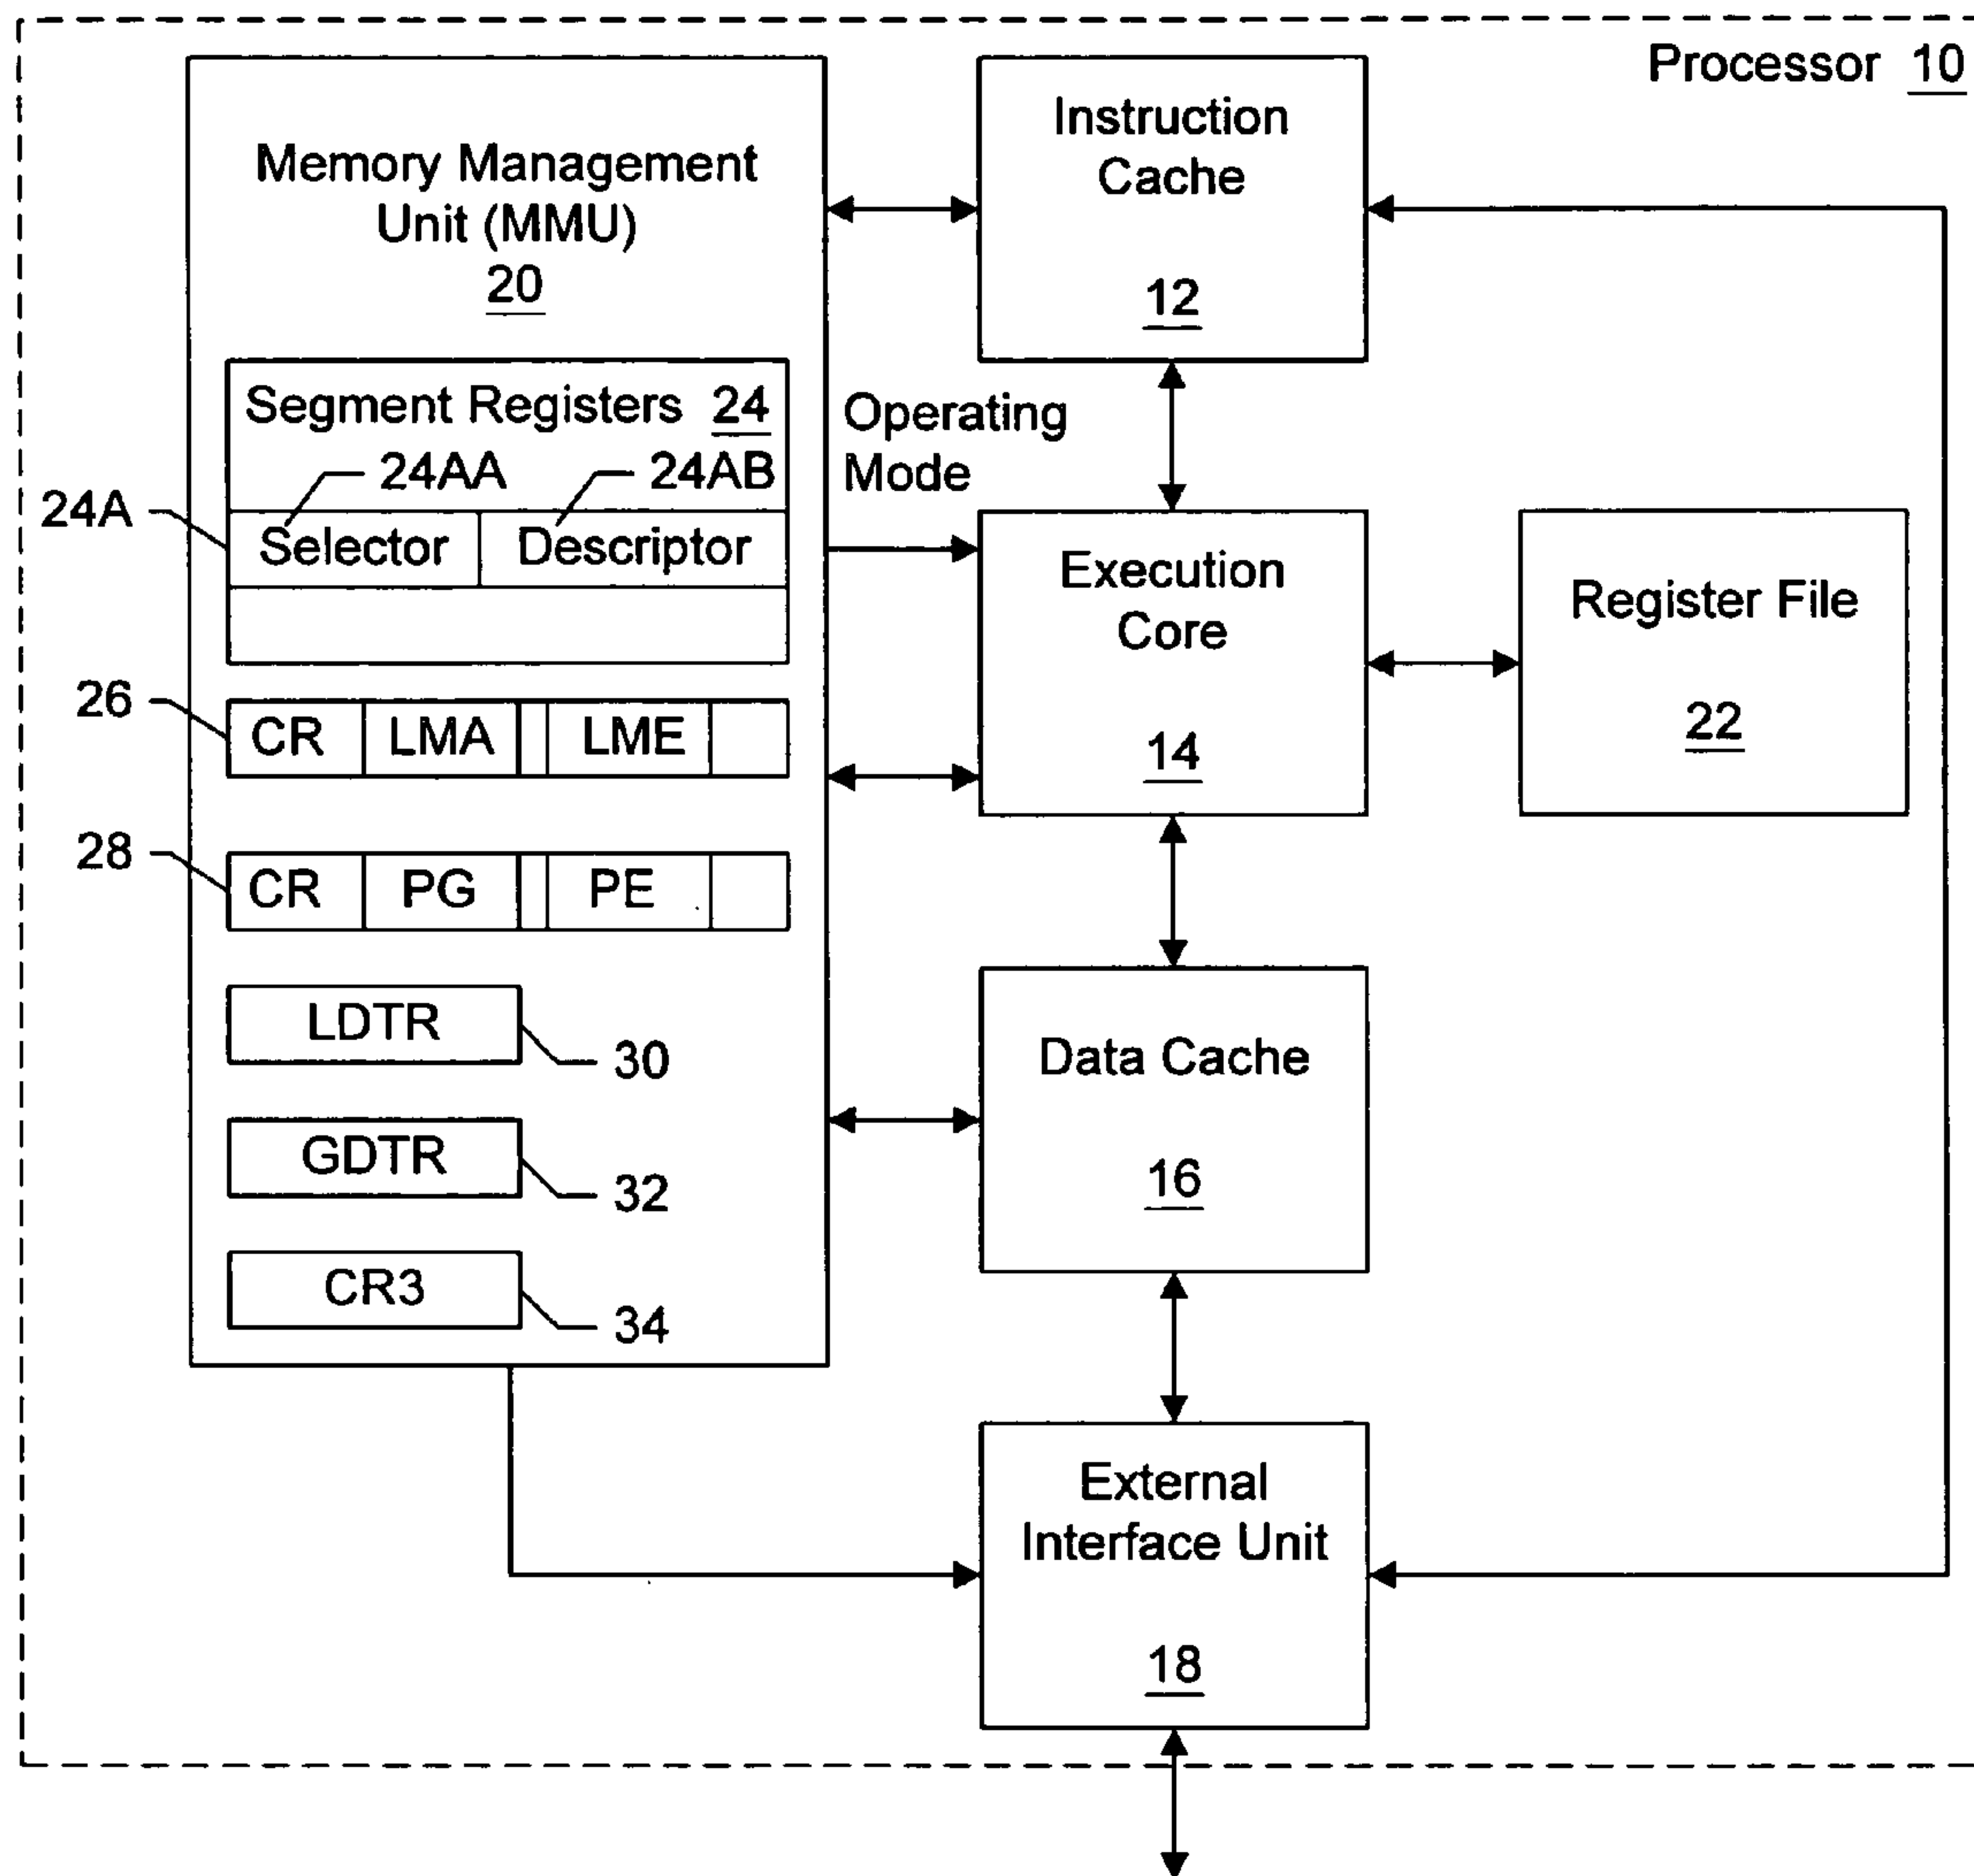 Processor 10
Memory Management
Unit (MMU)
20
Segment Registers 24
24AA
24AB
24A
Selector
Descriptor
26
CR
LMA
LME
28
CR
PG
PE
LDTR
30
GDTR
32
CR3
34
Operating
Mode
Instruction
Cache
12
Execution
Core
14
Register File
22
Data Cache
16
External
Interface Unit
18